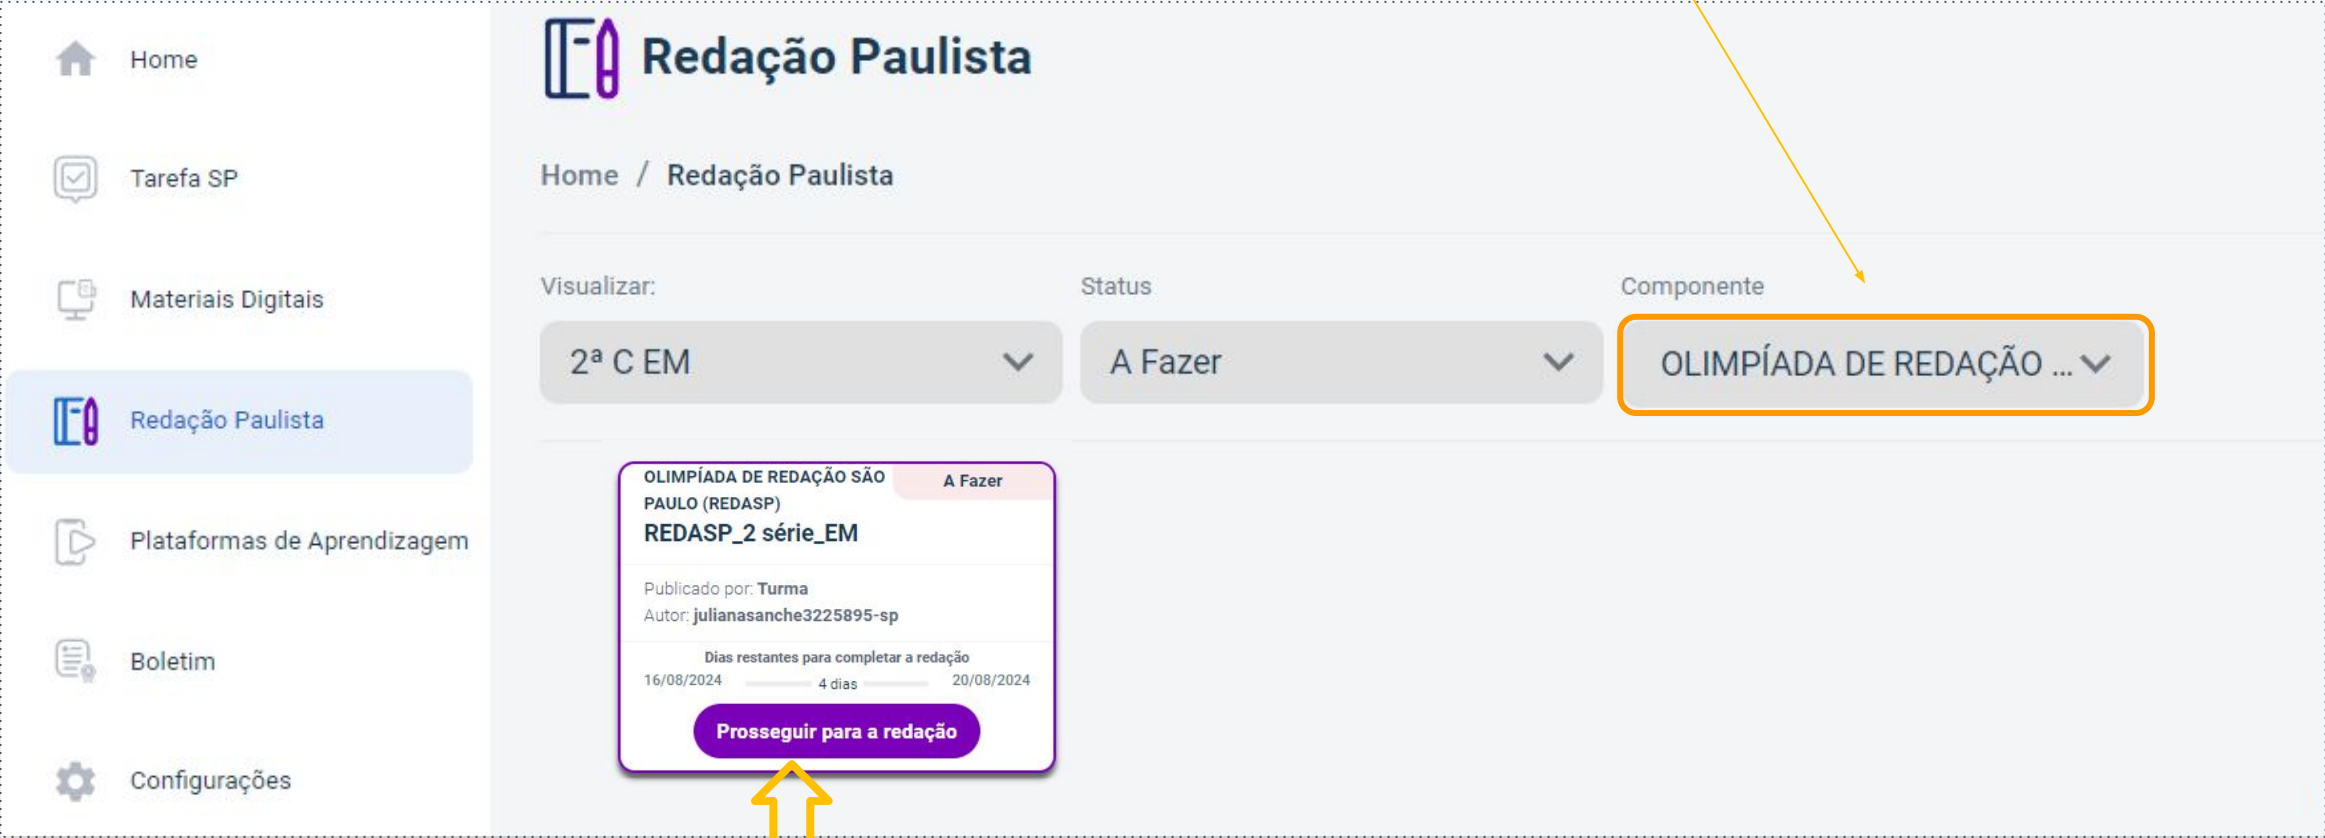 Home
Tarefa SP
Materiais Digitais
Redação Paulista
Plataformas de Aprendizagem
Boletim
Configurações
Redação Paulista
Home / Redação Paulista
Visualizar:
2ª C EM
Status
A Fazer
Componente
OLIMPÍADA DE REDAÇÃO ...
OLIMPÍADA DE REDAÇÃO SÃO
PAULO (REDASP)
A Fazer
REDASP_2 série_EM
Publicado por: Turma
Autor: julianasanche3225895-sp
Dias restantes para completar a redação
16/08/2024 4 dias 20/08/2024
Prosseguir para a redação